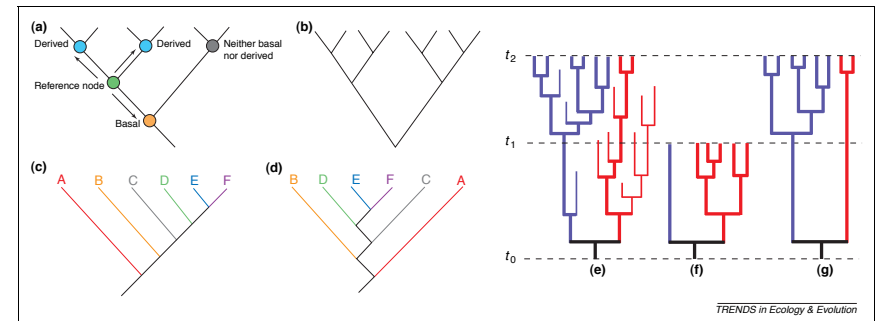 (a)
Derived
Derived
Neither basal
nor derived
Reference node
Basal
(b)
(c)
A
B
C
D
E
F
(d)
B
D
E
F
C
A
t2
t1
t0
(e)
(f)
(g)
TRENDS in Ecology & Evolution